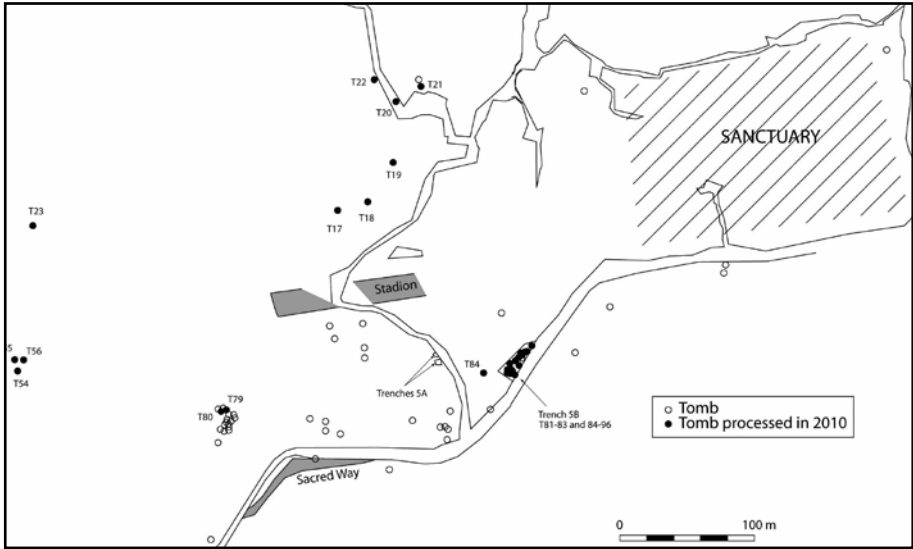 T22
T21
T20
SANCTUARY
T19
T23
T18
T17
Stadion
5
T56
T84
T54
Trenches 5A
T79
T80
Trench 5B
T81-83 and 84-96
Tomb
Tomb processed in 2010
Sacred Way
0
100 m